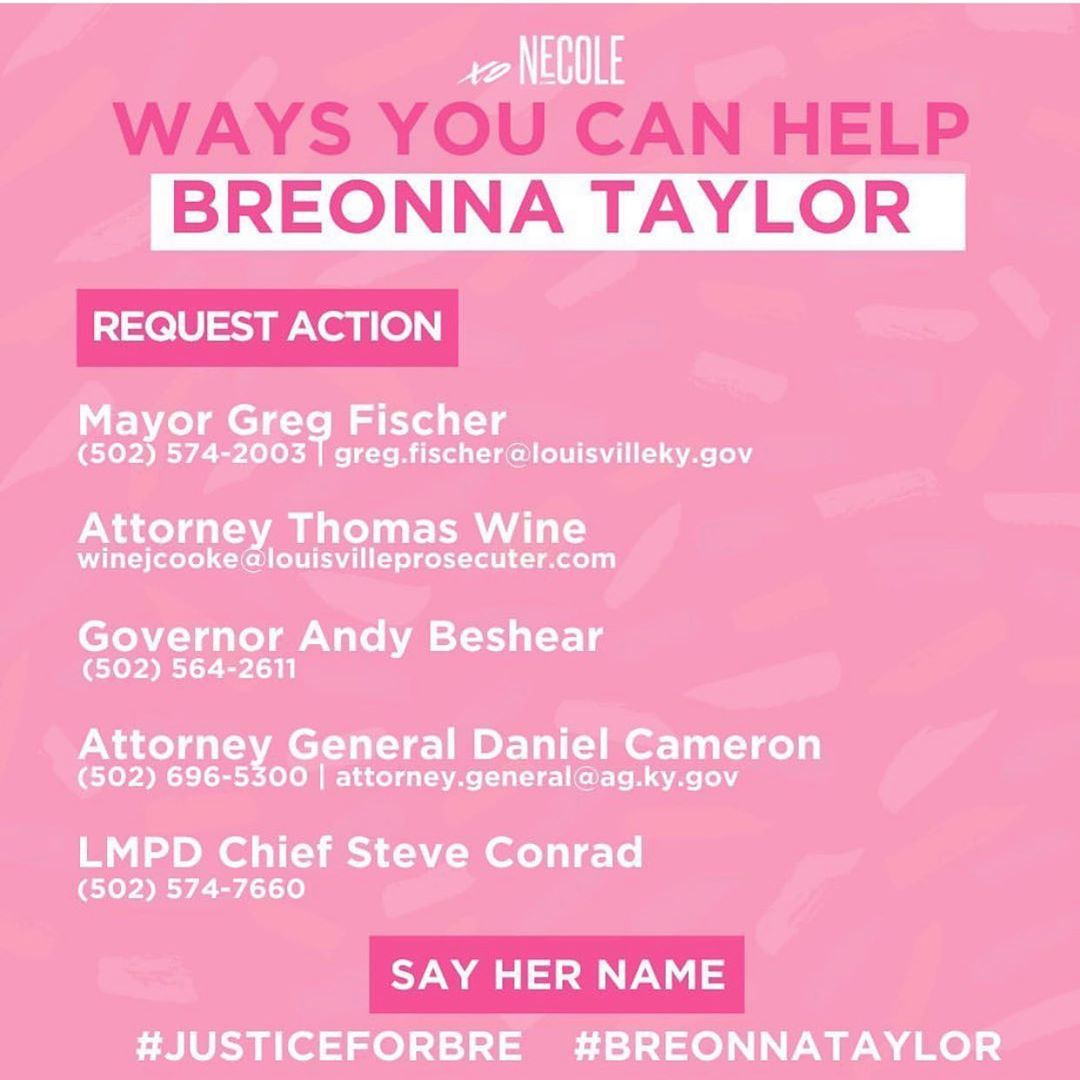 xo NECOLE
WAYS YOU CAN HELP
BREONNA TAYLOR
REQUEST ACTION
Mayor Greg Fischer
(502) 574-2003 | greg.fischer@louisvilleky.gov
Attorney Thomas Wine
winejcooke@louisvilleprosecuter.com
Governor Andy Beshear
(502) 564-2611
Attorney General Daniel Cameron
(502) 696-5300 | attorney.general@ag.ky.gov
LMPD Chief Steve Conrad
(502) 574-7660
SAY HER NAME
#JUSTICEFORBRE #BREONNATAYLOR